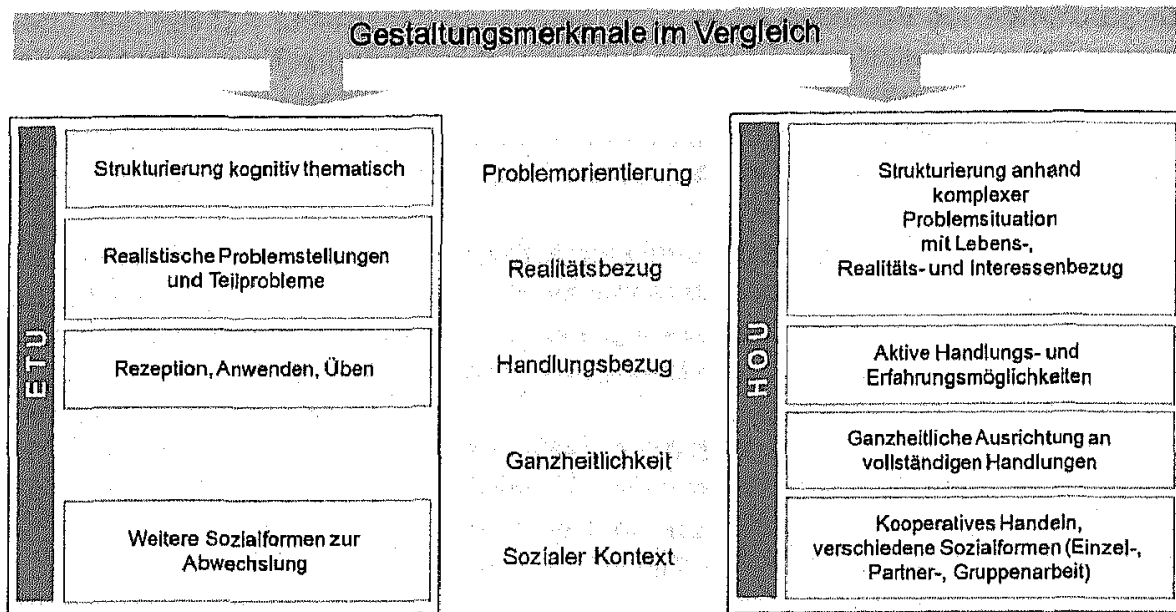 Gestaltungsmerkmale im Vergleich
ETU
Strukturierung kognitiv thematisch
Realistische Problemstellungen
und Teilprobleme
Rezeption, Anwenden, Üben
Weitere Sozialformen zur
Abwechslung
Problemorientierung
Realitätsbezug
Handlungsbezug
Ganzheitlichkeit
Sozialer Kontext
HOU
Strukturierung anhand
komplexer
Problemsituation
mit Lebens-,
Realitäts- und Interessenbezug
Aktive Handlungs- und
Erfahrungsmöglichkeiten
Ganzheitliche Ausrichtung an
vollständigen Handlungen
Kooperatives Handeln,
verschiedene Sozialformen (Einzel-,
Partner-, Gruppenarbeit)